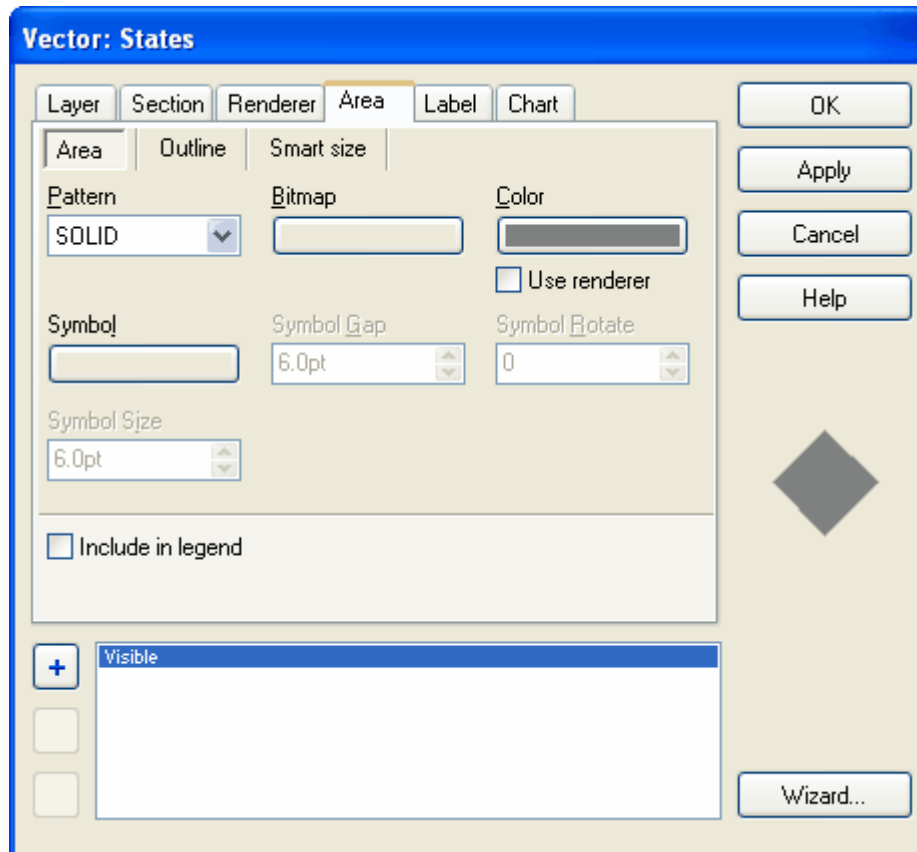 Vector: States
Layer Section Renderer Area Label Chart
OK
Area Outline Smart size
Apply
Pattern Bitmap Color
SOLID
Cancel
Use renderer
Help
Symbol Symbol Gap Symbol Rotate
6.0pt 0
Symbol Size
6.0pt
Include in legend
+ Visible
Wizard...